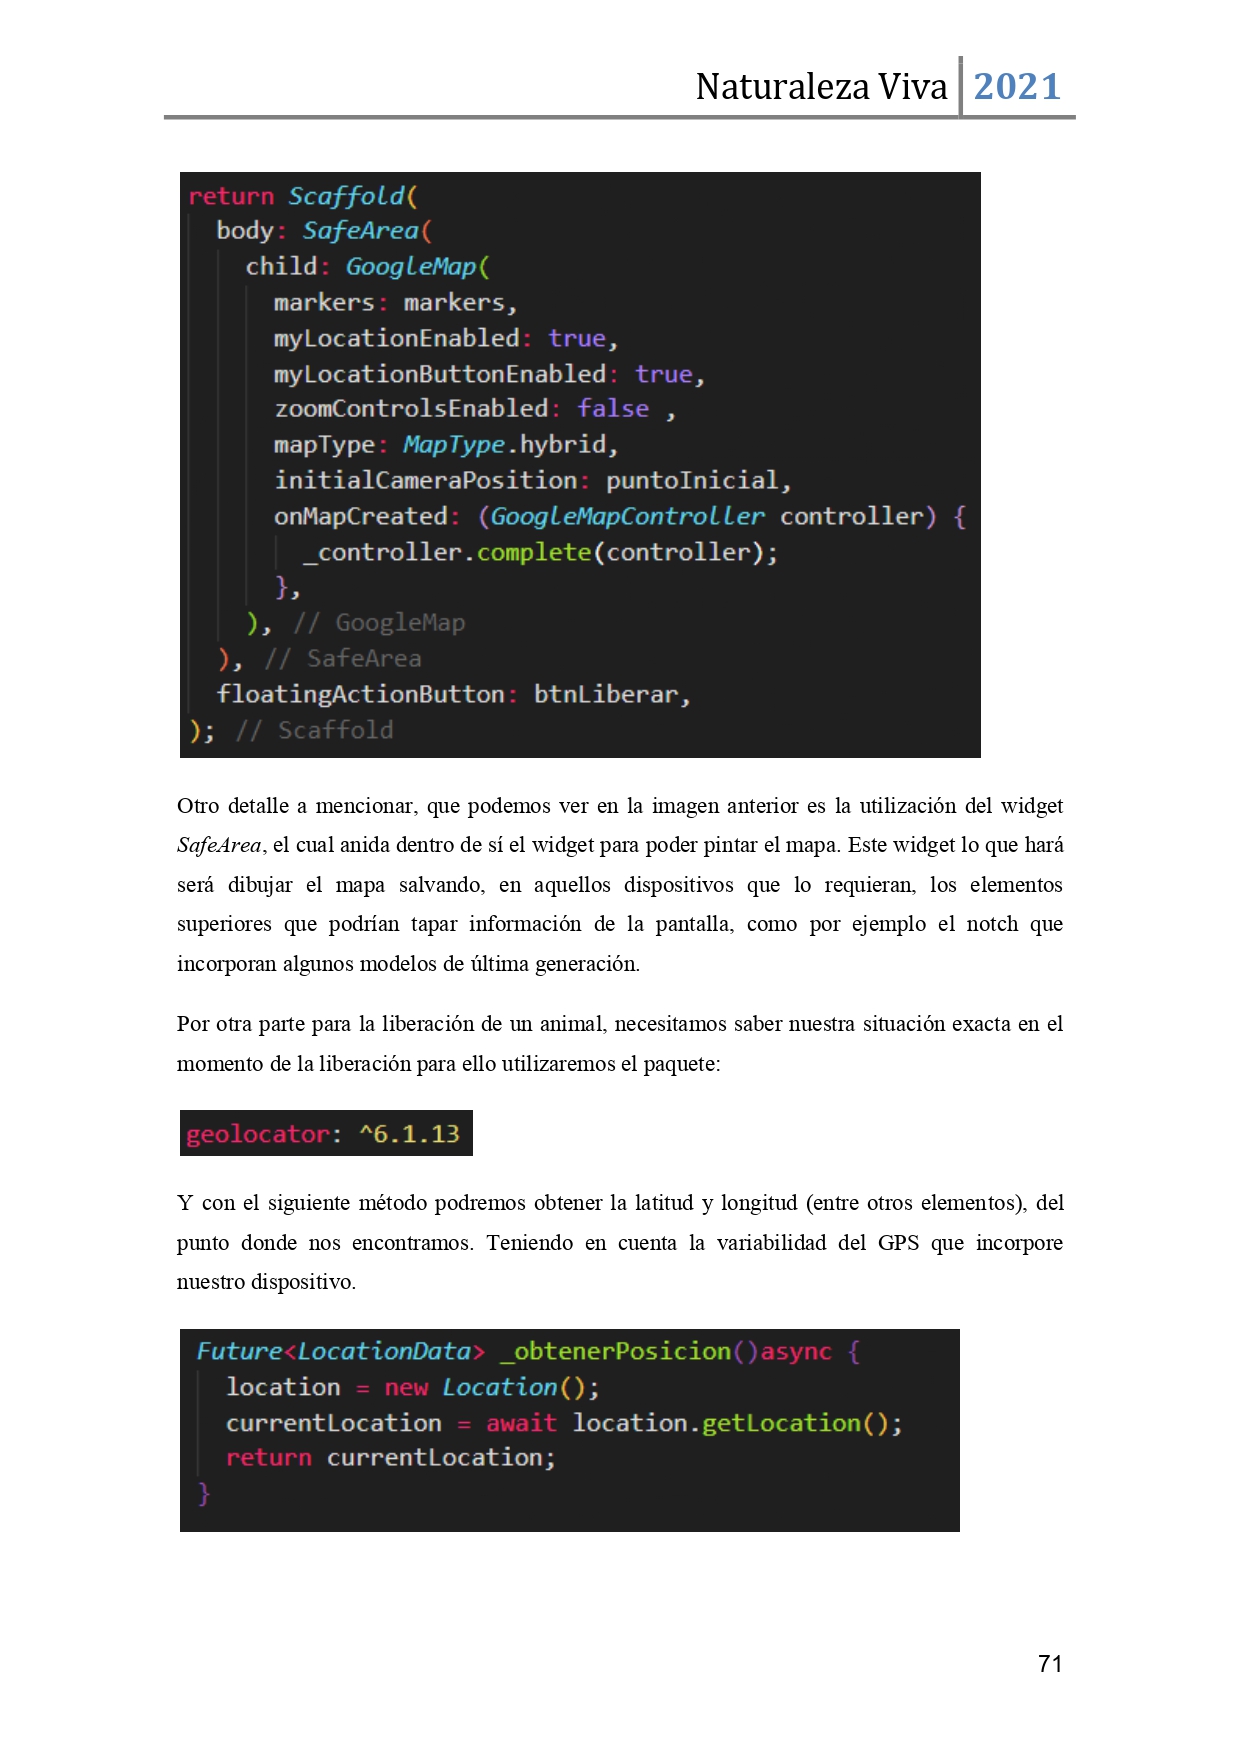 Naturaleza Viva 2021
return Scaffold(
body: SafeArea(
child: GoogleMap(
markers: markers,
myLocationEnabled: true,
myLocationButtonEnabled: true,
zoomControlsEnabled: false ,
mapType: MapType.hybrid,
initialCameraPosition: puntoInicial,
onMapCreated: (GoogleMapController controller) {
_controller.complete(controller);
},
), // GoogleMap
), // SafeArea
floatingActionButton: btnLiberar,
); // Scaffold
Otro detalle a mencionar, que podemos ver en la imagen anterior es la utilización del widget
SafeArea, el cual anida dentro de sí el widget para poder pintar el mapa. Este widget lo que hará
será dibujar el mapa salvando, en aquellos dispositivos que lo requieran, los elementos
superiores que podrían tapar información de la pantalla, como por ejemplo el notch que
incorporan algunos modelos de última generación.
Por otra parte para la liberación de un animal, necesitamos saber nuestra situación exacta en el
momento de la liberación para ello utilizaremos el paquete:
geolocator: ^6.1.13
Y con el siguiente método podremos obtener la latitud y longitud (entre otros elementos), del
punto donde nos encontramos. Teniendo en cuenta la variabilidad del GPS que incorpore
nuestro dispositivo.
Future<LocationData> _obtenerPosicion()async {
location = new Location();
currentLocation = await location.getLocation();
return currentLocation;
}
71